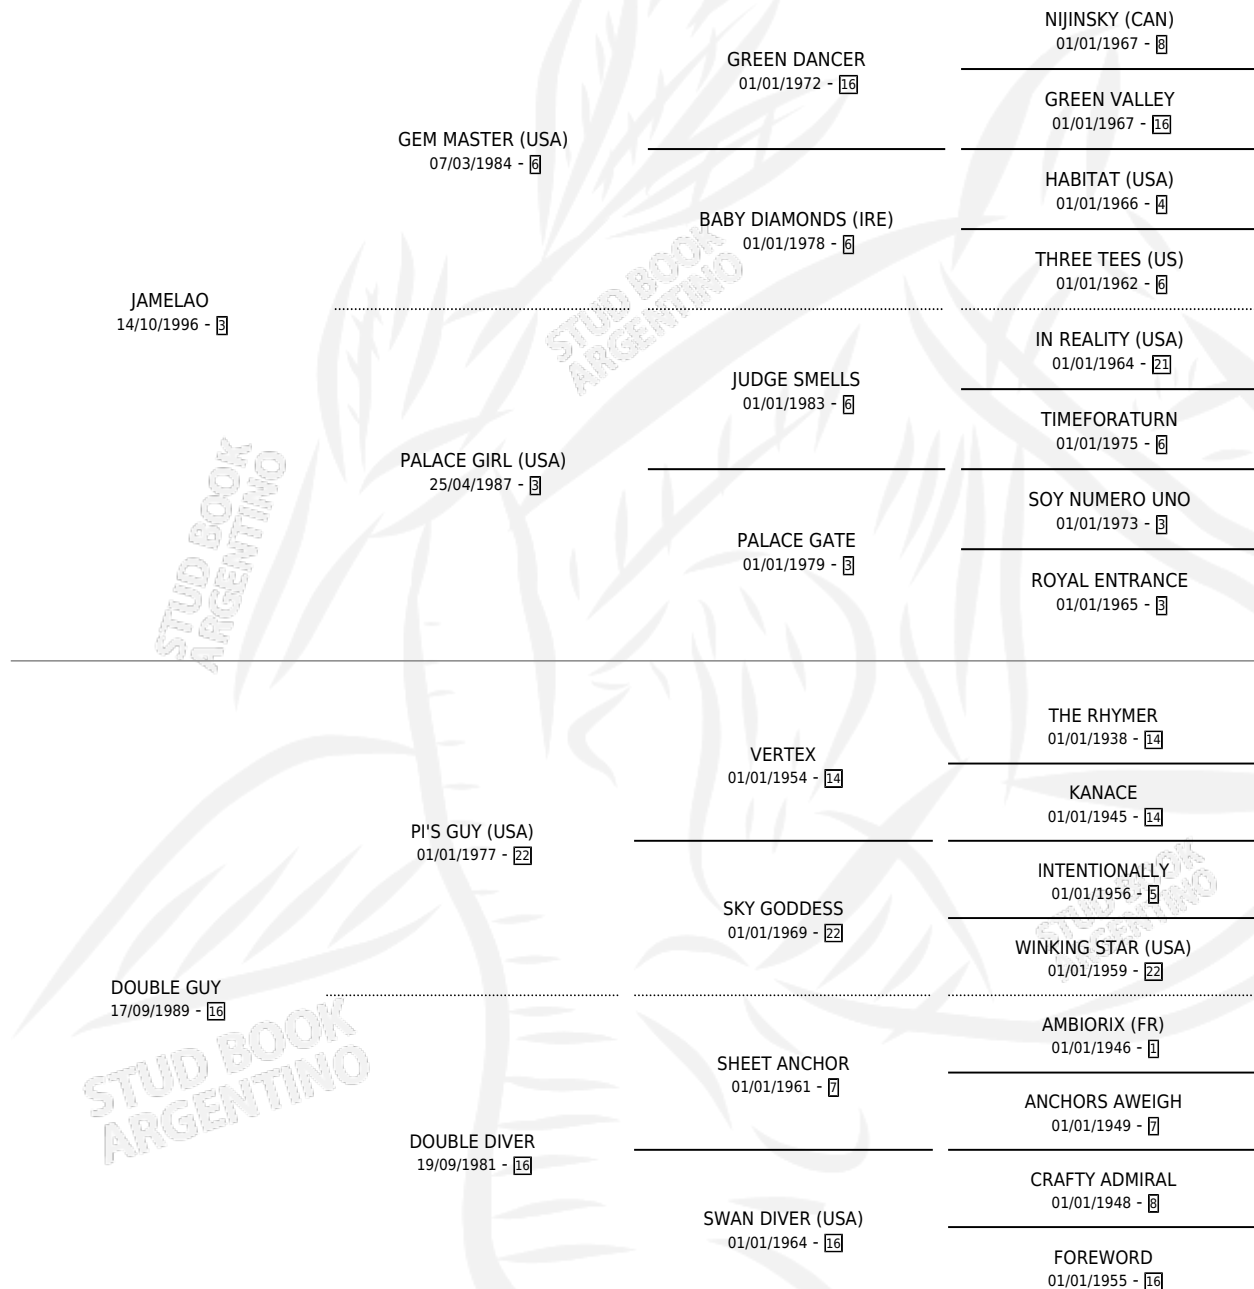 NIJINSKY (CAN)
01/01/1967 - 8
GREEN DANCER
01/01/1972 - 16
GREEN VALLEY
01/01/1967 - 16
GEM MASTER (USA)
07/03/1984 - 6
HABITAT (USA)
01/01/1966 - 4
BABY DIAMONDS (IRE)
01/01/1978 - 6
THREE TEES (US)
01/01/1962 - 6
JAMELAO
14/10/1996 - 3
IN REALITY (USA)
01/01/1964 - 21
JUDGE SMELLS
01/01/1983 - 6
TIMEFORATURN
01/01/1975 - 6
PALACE GIRL (USA)
25/04/1987 - 3
SOY NUMERO UNO
01/01/1973 - 3
PALACE GATE
01/01/1979 - 3
ROYAL ENTRANCE
01/01/1965 - 3
THE RHYMER
01/01/1938 - 14
VERTEX
01/01/1954 - 14
KANACE
01/01/1945 - 14
PI'S GUY (USA)
01/01/1977 - 22
INTENTIONALLY
01/01/1956 - 5
SKY GODDESS
01/01/1969 - 22
WINKING STAR (USA)
01/01/1959 - 22
DOUBLE GUY
17/09/1989 - 16
AMBIORIX (FR)
01/01/1946 - 1
SHEET ANCHOR
01/01/1961 - 7
ANCHORS AWEIGH
01/01/1949 - 7
DOUBLE DIVER
19/09/1981 - 16
CRAFTY ADMIRAL
01/01/1948 - 8
SWAN DIVER (USA)
01/01/1964 - 16
FOREWORD
01/01/1955 - 16
STUD BOOK
ARGENTINO
STUD BOOK
ARGENTINO
STUD BOOK
ARGENTINO
STUD BOOK
ARGENTINO